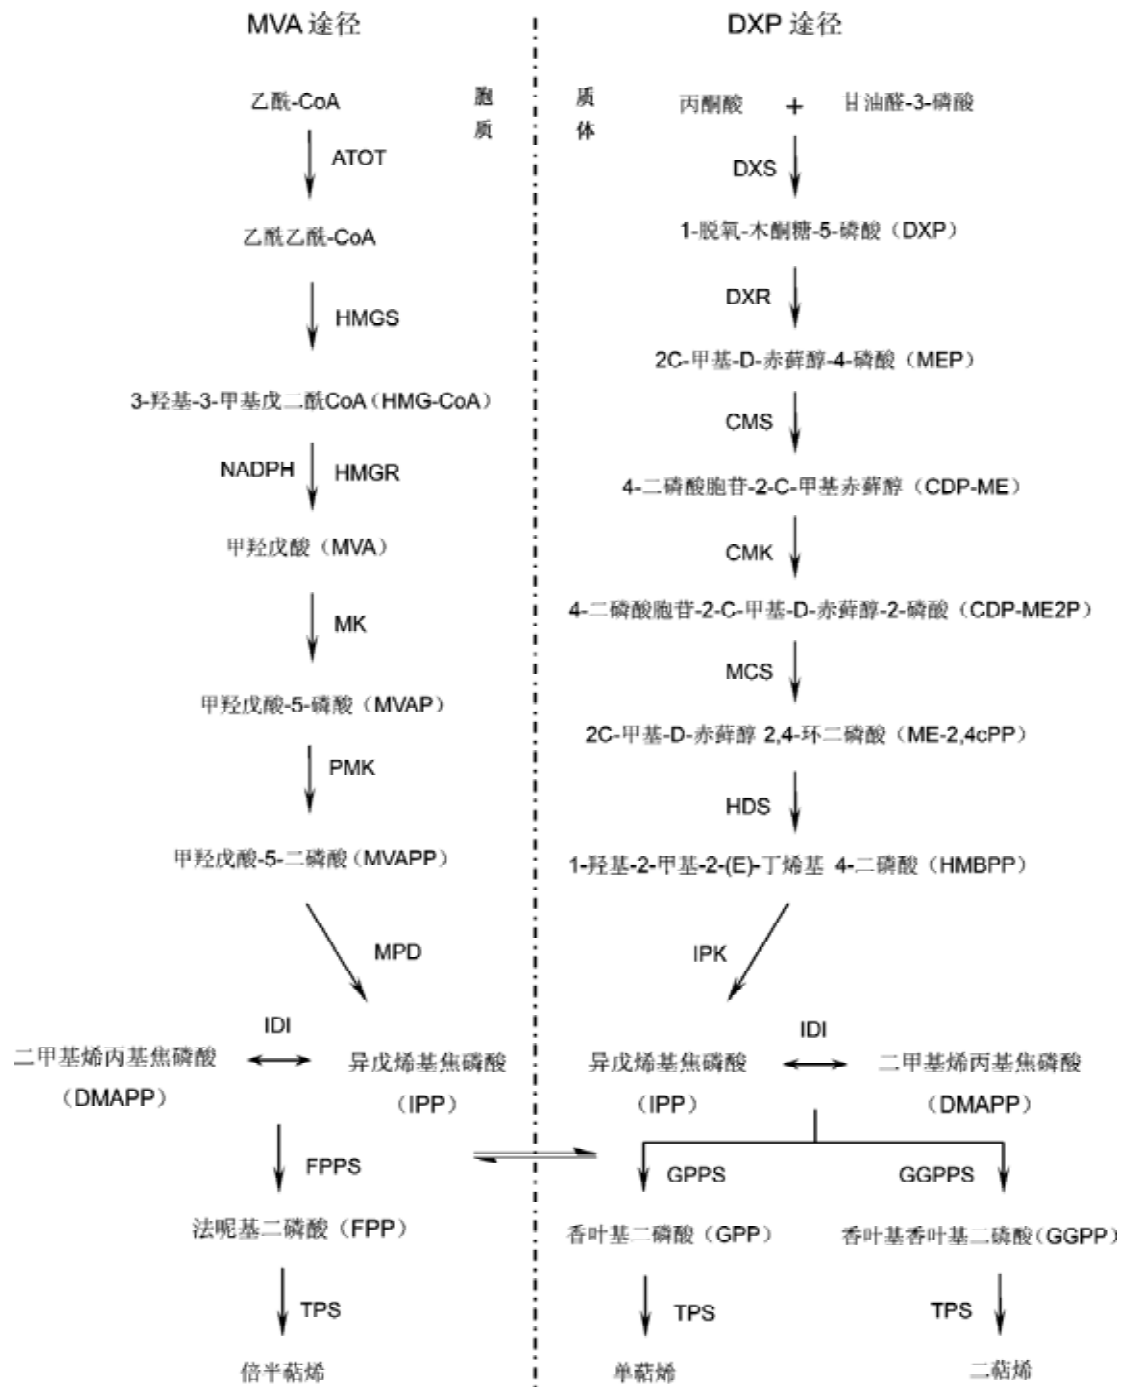 MVA 途径
DXP 途径
胞质
质体
乙酰-CoA
ATOT
乙酰乙酰-CoA
HMGS
3-羟基-3-甲基戊二酰CoA(HMG-CoA)
NADPH
HMGR
甲羟戊酸（MVA）
MK
甲羟戊酸-5-磷酸（MVAP）
PMK
甲羟戊酸-5-二磷酸（MVAPP）
MPD
IDI
二甲基烯丙基焦磷酸
（DMAPP）
异戊烯基焦磷酸
（IPP）
FPPS
法呢基二磷酸（FPP）
TPS
倍半萜烯
丙酮酸 + 甘油醛-3-磷酸
DXS
1-脱氧-木酮糖-5-磷酸（DXP）
DXR
2C-甲基-D-赤藓醇-4-磷酸（MEP）
CMS
4-二磷酸胞苷-2-C-甲基赤藓醇（CDP-ME）
CMK
4-二磷酸胞苷-2-C-甲基-D-赤藓醇-2-磷酸（CDP-ME2P）
MCS
2C-甲基-D-赤藓醇 2,4-环二磷酸（ME-2,4cPP）
HDS
1-羟基-2-甲基-2-(E)-丁烯基 4-二磷酸（HMBPP）
IPK
异戊烯基焦磷酸
（IPP）
IDI
二甲基烯丙基焦磷酸
（DMAPP）
GPPS
GGPPS
香叶基二磷酸（GPP）
香叶基香叶基二磷酸(GGPP)
TPS
TPS
单萜烯
二萜烯